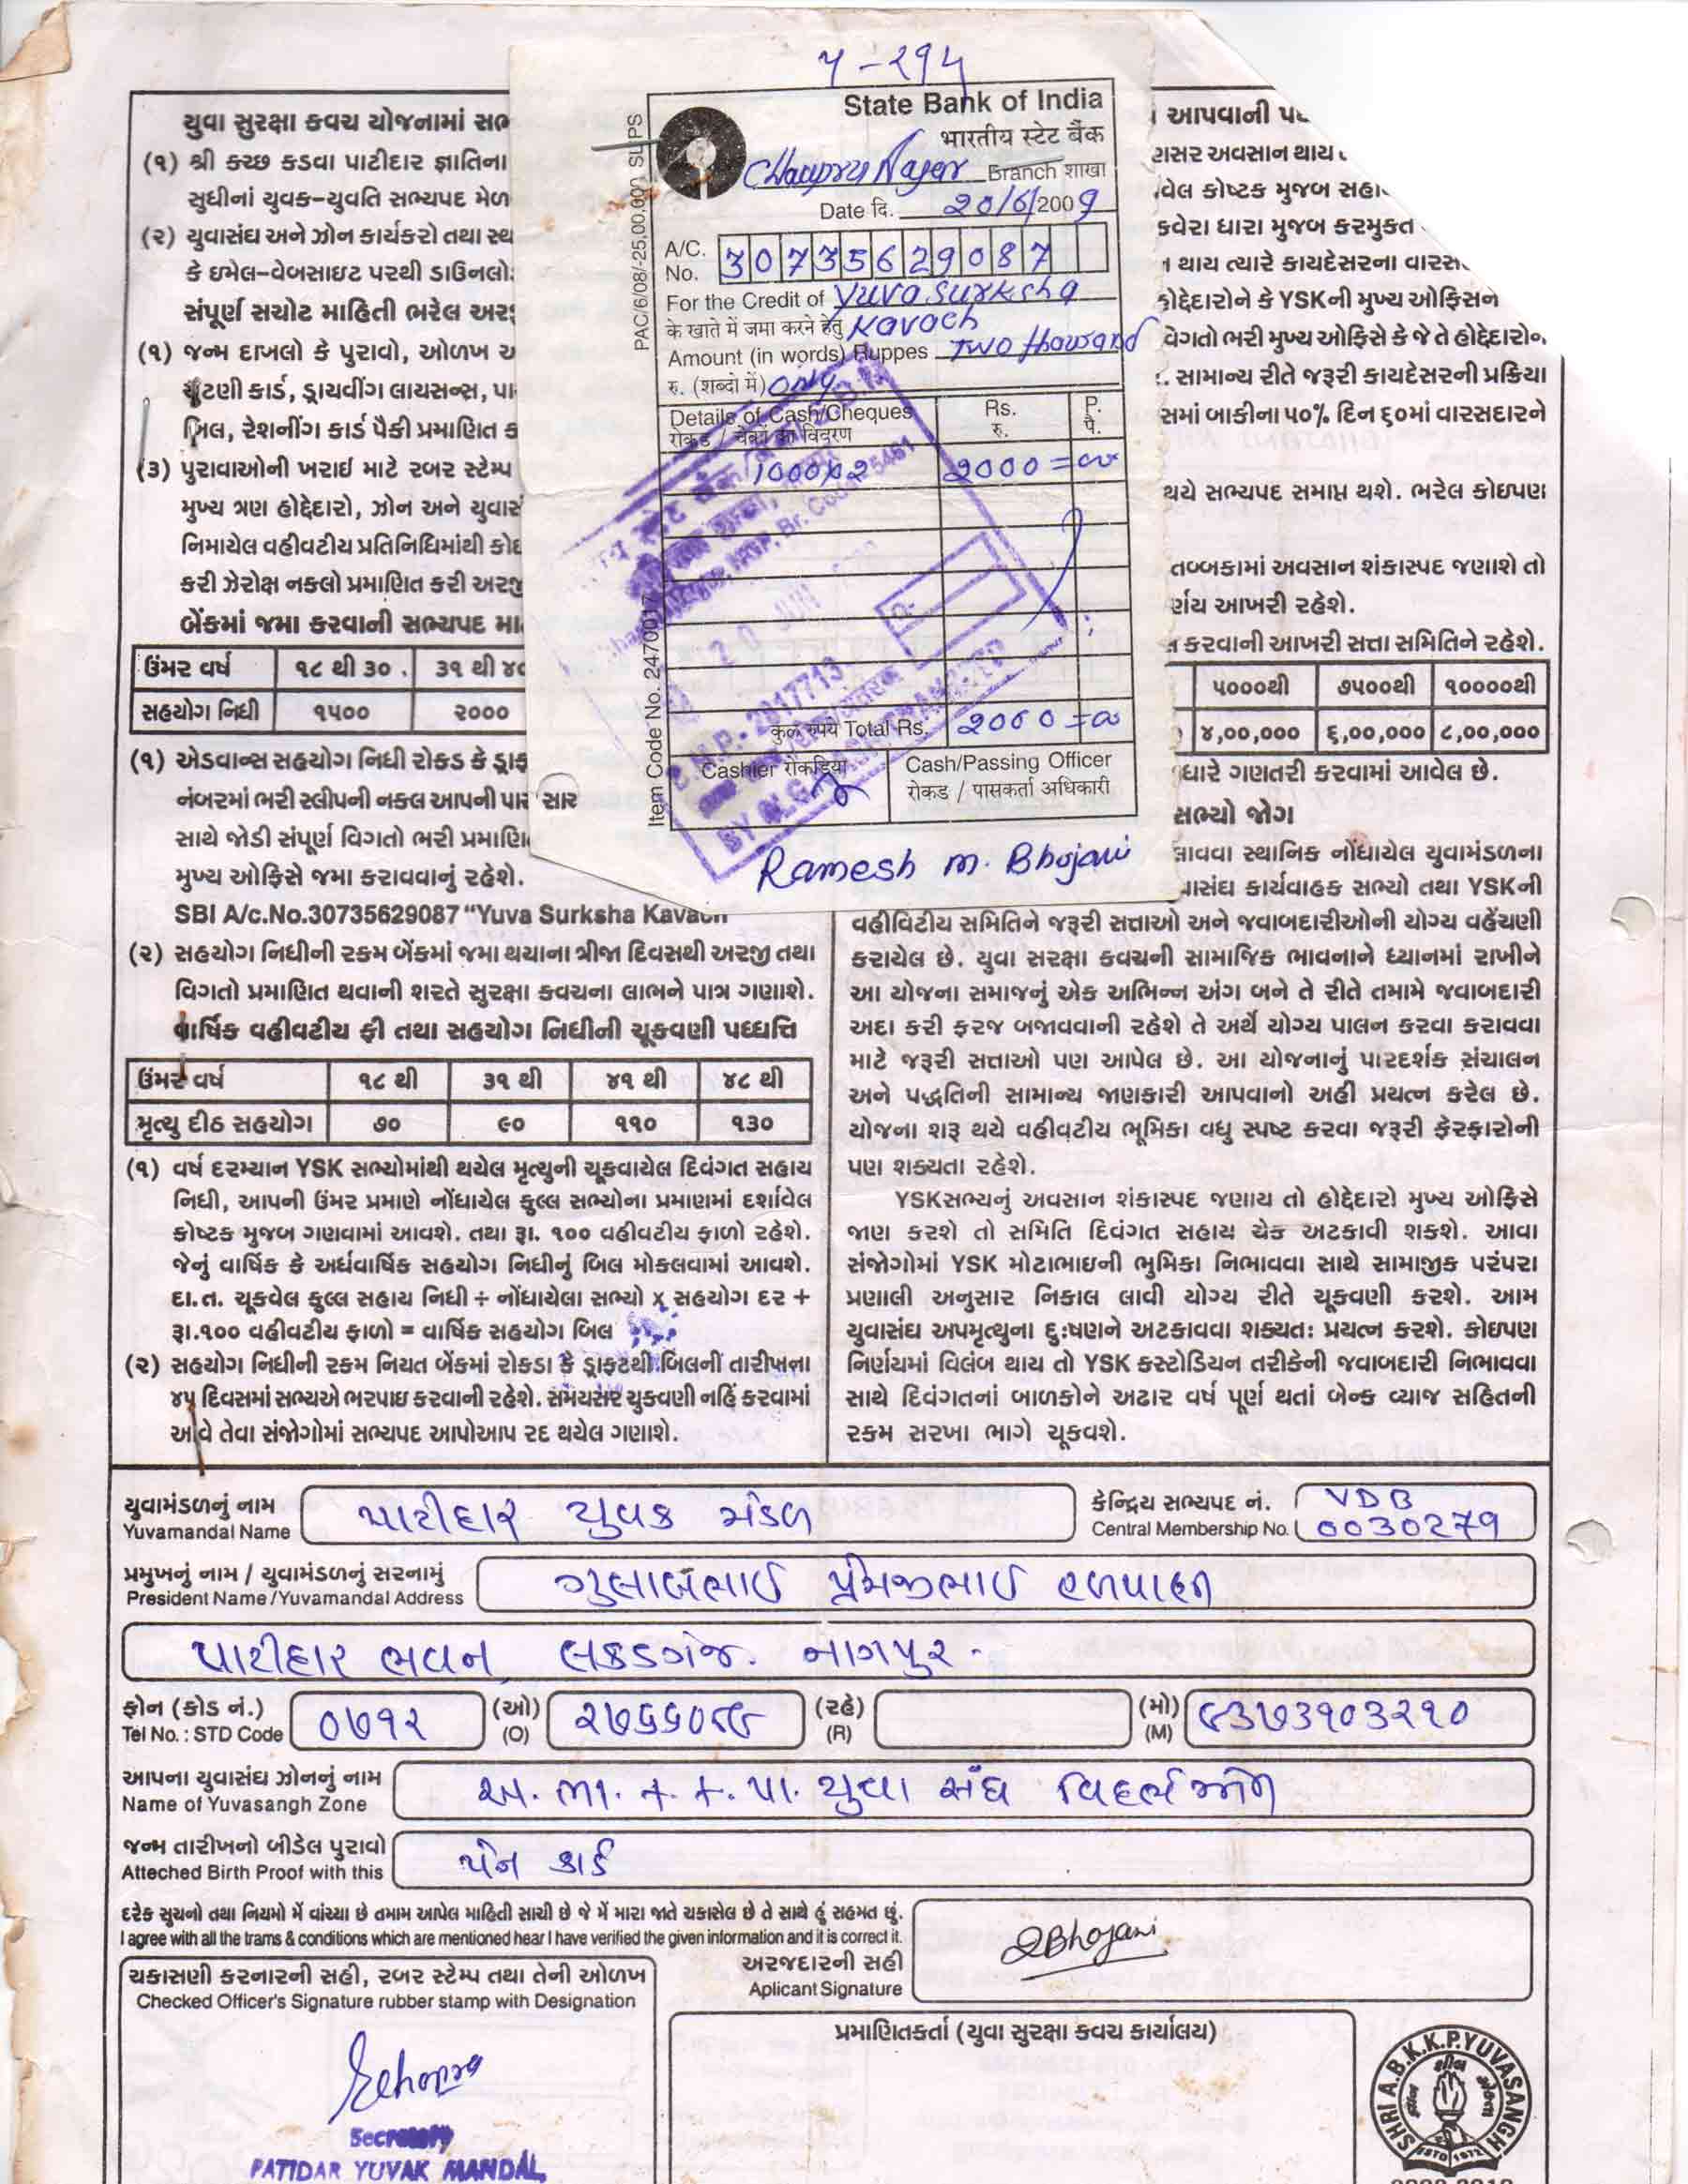 ૫-૨૧૫
State Bank of India
भारतीय स्टेट बैंक
Branch शाखा
Date दि. 20/6/2009
A/C. No. 30735629087
For the Credit of Yuva Surksha
के खाते में जमा करने हेतु Kavach
Amount (in words) Ruppes Two thousand
रु. (शब्दो में) only
Details of Cash/Cheques Rs. P.
रोकड / चैकों का विवरण रु. पै.
1000x2 2000=00
कुल रुपये Total Rs. 2000=00
Cashier रोकड़िया Cash/Passing Officer
रोकड / पासकर्ता अधिकारी
Ramesh m. Bhojani
PAC/6/08/-25,00,000 SLIPS
Item Code No. 2470017
20 JUN
BY ALG
યુવા સુરક્ષા કવચ યોજનામાં સભ
(૧) શ્રી કચ્છ કડવા પાટીદાર જ્ઞાતિના
સુધીનાં યુવક-યુવતિ સભ્યપદ મેળ
(૨) યુવાસંઘ અને ઝોન કાર્યકરો તથા સ્થ
કે ઇમેલ-વેબસાઇટ પરથી ડાઉનલો
સંપૂર્ણ સચોટ માહિતી ભરેલ અર
(૧) જન્મ દાખલો કે પુરાવો, ઓળખ
ચૂંટણી કાર્ડ, ડ્રાયવીંગ લાયસન્સ, પા
બિલ, રેશનીંગ કાર્ડ પૈકી પ્રમાણિત ક
(૩) પુરાવાઓની ખરાઇ માટે રબર સ્ટેમ્પ
મુખ્ય ત્રણ હોદ્દેદારો, ઝોન અને યુવાસ
નિમાયેલ વહીવટીય પ્રતિનિધિમાંથી કોઇ
કરી ઝેરોક્ષ નકલો પ્રમાણિત કરી અરજી
બેંકમાં જમા કરવાની સભ્યપદ મા
ઉંમર વર્ષ ૧૮ થી ૩૦ ૩૧ થી ૪૦
સહયોગ નિધી ૧૫૦૦ ૨૦૦૦
(૧) એડવાન્સ સહયોગ નિધી રોકડ કે ડ્રાફ
નંબરમાં ભરી સ્લીપની નકલ આપની પાસ સાર
સાથે જોડી સંપૂર્ણ વિગતો ભરી પ્રમાણિ
મુખ્ય ઓફિસે જમા કરાવવાનું રહેશે.
SBI A/c.No.30735629087 "Yuva Surksha Kavach
(૨) સહયોગ નિધીની રકમ બેંકમાં જમા થયાના ત્રીજા દિવસથી અરજી તથા
વિગતો પ્રમાણિત થવાની શરતે સુરક્ષા કવચના લાભને પાત્ર ગણાશે.
વાર્ષિક વહીવટીય ફી તથા સહયોગ નિધીની ચૂકવણી પધ્ધતિ
ઉંમર વર્ષ ૧૮ થી ૩૧ થી ૪૧ થી ૪૮ થી
મૃત્યુ દીઠ સહયોગ ૭૦ ૯૦ ૧૧૦ ૧૩૦
(૧) વર્ષ દરમ્યાન YSK સભ્યોમાંથી થયેલ મૃત્યુની ચૂકવાયેલ દિવંગત સહાય
નિધી, આપની ઉંમર પ્રમાણે નોંધાયેલ કુલ્લ સભ્યોના પ્રમાણમાં દર્શાવેલ
કોષ્ટક મુજબ ગણવામાં આવશે. તથા રૂા. ૧૦૦ વહીવટીય ફાળો રહેશે.
જેનું વાર્ષિક કે અર્ધવાર્ષિક સહયોગ નિધીનું બિલ મોકલવામાં આવશે.
દા.ત. ચૂકવેલ કુલ્લ સહાય નિધી ÷ નોંધાયેલા સભ્યો x સહયોગ દર +
રૂા.૧૦૦ વહીવટીય ફાળો = વાર્ષિક સહયોગ બિલ
(૨) સહયોગ નિધીની રકમ નિયત બેંકમાં રોકડા કે ડ્રાફટથી બિલની તારીખના
૪૫ દિવસમાં સભ્યએ ભરપાઇ કરવાની રહેશે. સમયસર ચુકવણી નહિં કરવામાં
આવે તેવા સંજોગોમાં સભ્યપદ આપોઆપ રદ થયેલ ગણાશે.
આપવાની
ણસર અવસાન થાય
વેલ કોષ્ટક મુજબ સહા
કવેરા ધારા મુજબ કરમુકત
થાય ત્યારે કાયદેસરના વારસ
હોદ્દેદારોને કે YSKની મુખ્ય ઓફિસને
વિગતો ભરી મુખ્ય ઓફિસે કે જે તે હોદ્દેદારોન
સામાન્ય રીતે જરૂરી કાયદેસરની પ્રક્રિયા
સમાં બાકીના ૫૦% દિન ૬૦માં વારસદારને
થયે સભ્યપદ સમાપ્ત થશે. ભરેલ કોઇપણ
તબ્બકામાં અવસાન શંકાસ્પદ જણાશે તો
ર્ણય આખરી રહેશે.
કરવાની આખરી સત્તા સમિતિને રહેશે.
૫૦૦૦થી ૭૫૦૦થી ૧૦૦૦૦થી
૪,૦૦,૦૦૦ ૬,૦૦,૦૦૦ ૮,૦૦,૦૦૦
ધારે ગણતરી કરવામાં આવેલ છે.
સભ્યો જોગ
લાવવા સ્થાનિક નોંધાયેલ યુવામંડળના
વાસંઘ કાર્યવાહક સભ્યો તથા YSKની
વહીવિટીય સમિતિને જરૂરી સત્તાઓ અને જવાબદારીઓની યોગ્ય વહેંચણી
કરાયેલ છે. યુવા સરક્ષા કવચની સામાજિક ભાવનાને ધ્યાનમાં રાખીને
આ યોજના સમાજનું એક અભિન્ન અંગ બને તે રીતે તમામે જવાબદારી
અદા કરી ફરજ બજાવવાની રહેશે તે અર્થે યોગ્ય પાલન કરવા કરાવવા
માટે જરૂરી સત્તાઓ પણ આપેલ છે. આ યોજનાનું પારદર્શક સંચાલન
અને પદ્ધતિની સામાન્ય જાણકારી આપવાનો અહી પ્રયત્ન કરેલ છે.
યોજના શરૂ થયે વહીવટીય ભૂમિકા વધુ સ્પષ્ટ કરવા જરૂરી ફેરફારોની
પણ શક્યતા રહેશે.
YSKસભ્યનું અવસાન શંકાસ્પદ જણાય તો હોદ્દેદારો મુખ્ય ઓફિસે
જાણ કરશે તો સમિતિ દિવંગત સહાય ચેક અટકાવી શકશે. આવા
સંજોગોમાં YSK મોટાભાઇની ભુમિકા નિભાવવા સાથે સામાજીક પરંપરા
પ્રણાલી અનુસાર નિકાલ લાવી યોગ્ય રીતે ચૂકવણી કરશે. આમ
યુવાસંઘ અપમૃત્યુના દુઃષણને અટકાવવા શક્યતઃ પ્રયત્ન કરશે. કોઇપણ
નિર્ણયમાં વિલંબ થાય તો YSK કસ્ટોડિયન તરીકેની જવાબદારી નિભાવવા
સાથે દિવંગતનાં બાળકોને અઢાર વર્ષ પૂર્ણ થતાં બેન્ક વ્યાજ સહિતની
રકમ સરખા ભાગે ચૂકવશે.
યુવામંડળનું નામ પાટીદાર યુવક મંડળ કેન્દ્રિય સભ્યપદ નં. VDB
Yuvamandal Name Central Membership No. 0030279
પ્રમુખનું નામ / યુવામંડળનું સરનામું ગુલાબભાઈ પ્રેમજીભાઈ હળપાણી
President Name /Yuvamandal Address
પાટીદાર ભવન લકડગંજ. નાગપુર.
ફોન (કોડ નં.) ૦૭૧૨ (ઓ) ૨૭૬૬૦૯૯ (રહે) (મો) ૯૩૭૩૧૦૩૨૧૦
Tel No. : STD Code (O) (R) (M)
આપના યુવાસંઘ ઝોનનું નામ અ. ભા. ક. ક. પા. યુવા સંઘ વિદર્ભ ઝોન
Name of Yuvasangh Zone
જન્મ તારીખનો બીડેલ પુરાવો પેન કાર્ડ
Atteched Birth Proof with this
દરેક સુચનો તથા નિયમો મેં વાંચ્યા છે તમામ આપેલ માહિતી સાચી છે જે મેં મારા જાતે ચકાસેલ છે તે સાથે હું સહમત છું.
I agree with all the trams & conditions which are mentioned hear I have verified the given information and it is correct it.
અરજદારની સહી RBhojani
Aplicant Signature
ચકાસણી કરનારની સહી, રબર સ્ટેમ્પ તથા તેની ઓળખ
Checked Officer's Signature rubber stamp with Designation
Secretary
PATIDAR YUVAK MANDAL,
પ્રમાણિતકર્તા (યુવા સુરક્ષા કવચ કાર્યાલય)
SHRI A.B.K.K.P.YUVASANGH
ESTD 1972